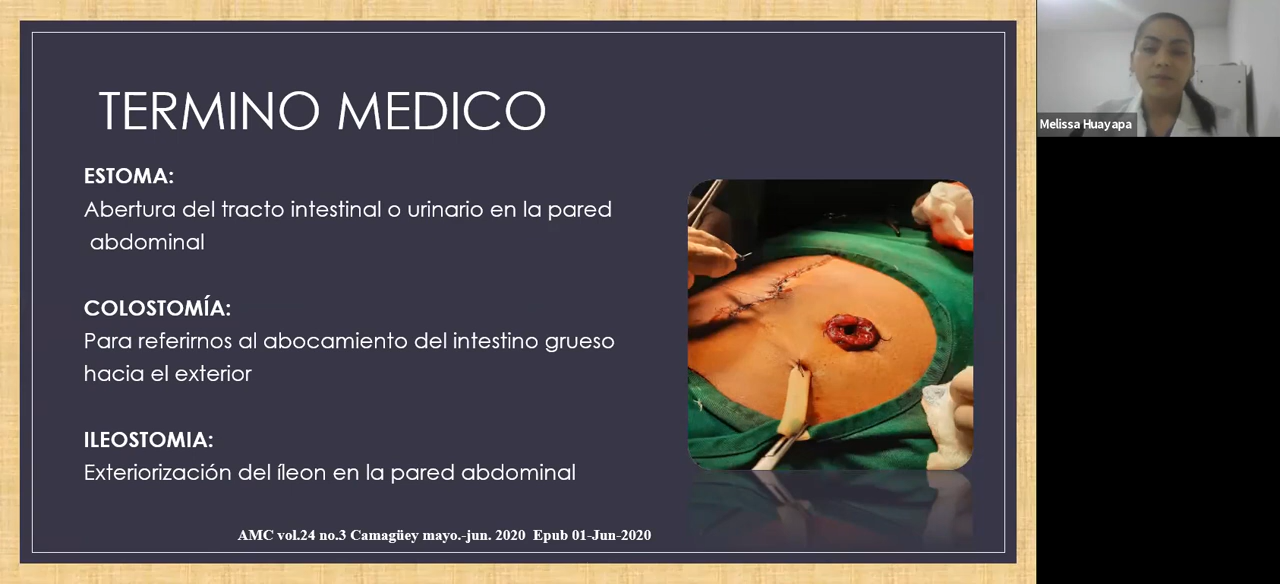 TERMINO MEDICO
ESTOMA:
Abertura del tracto intestinal o urinario en la pared
abdominal
COLOSTOMÍA:
Para referirnos al abocamiento del intestino grueso
hacia el exterior
ILEOSTOMIA:
Exteriorización del íleon en la pared abdominal
AMC vol.24 no.3 Camagüey mayo.-jun. 2020 Epub 01-Jun-2020
Melissa Huayapa